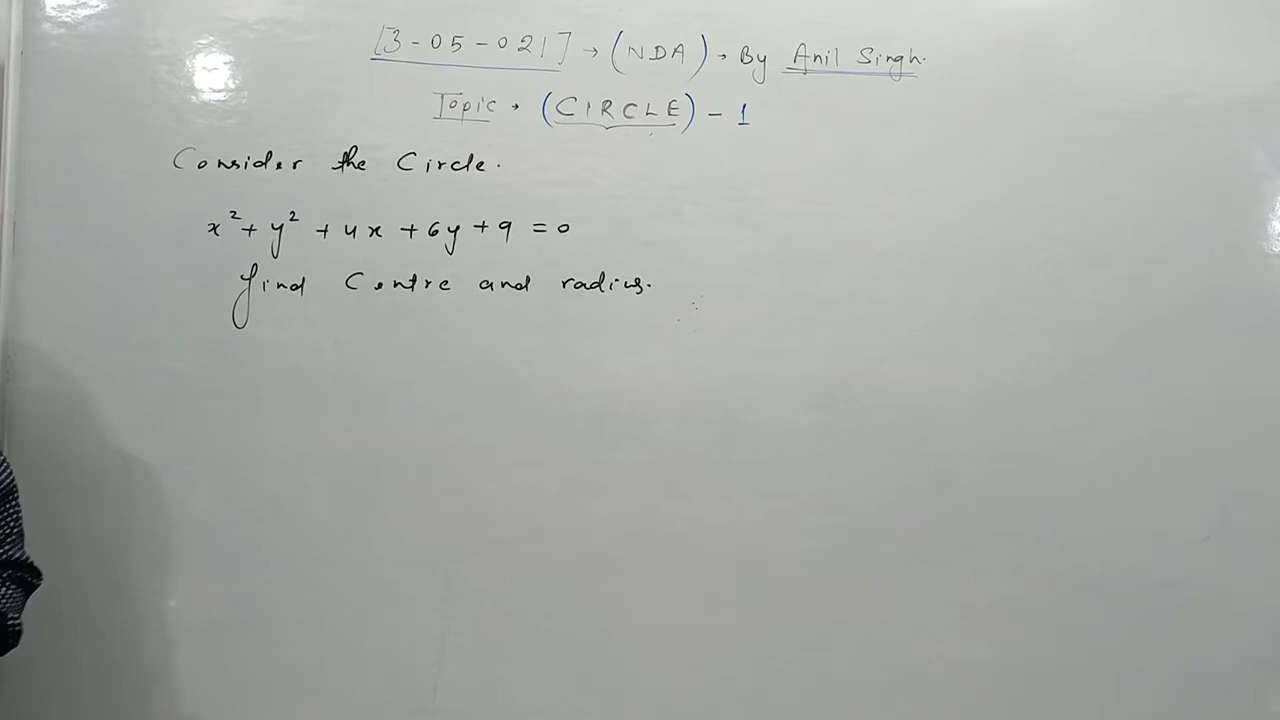 [3-05-021] → (NDA) → By Anil Singh.
Topic → (CIRCLE) - 1
Consider the Circle.
x² + y² + 4x + 6y + 9 = 0
find Centre and radius.